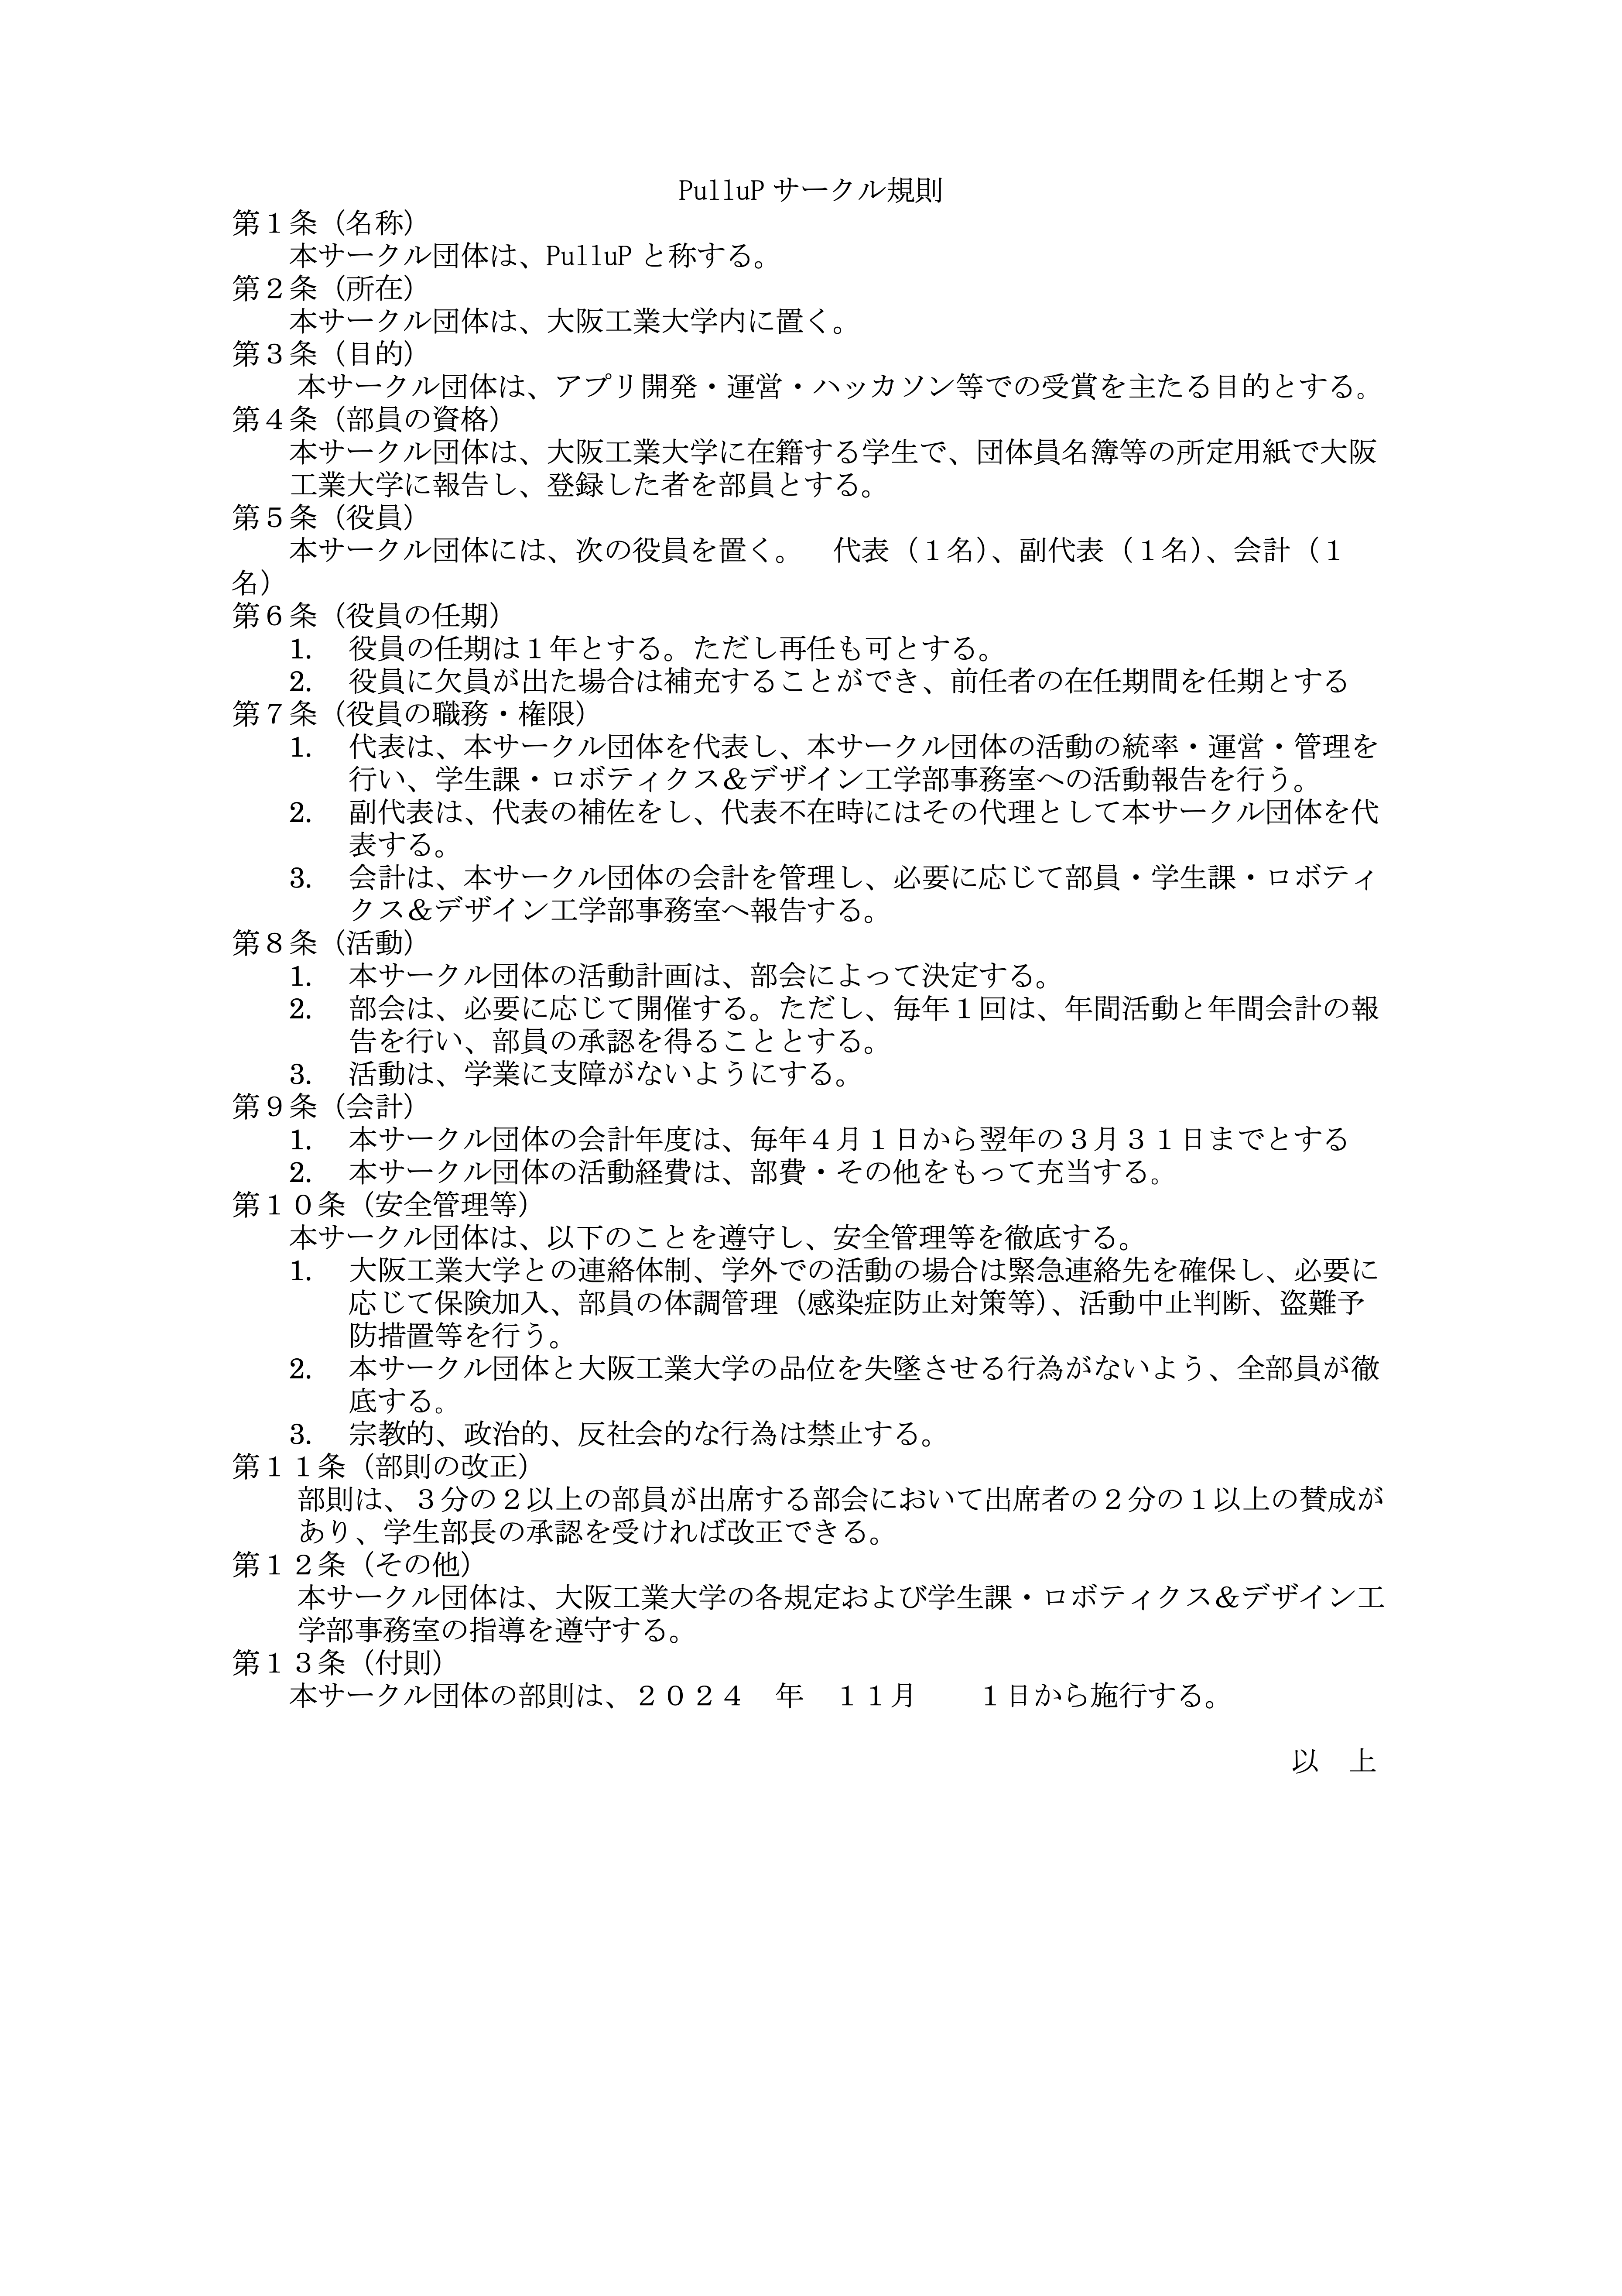 PulluP サークル規則
第１条（名称）
本サークル団体は、PulluP と称する。
第２条（所在）
本サークル団体は、大阪工業大学内に置く。
第３条（目的）
本サークル団体は、アプリ開発・運営・ハッカソン等での受賞を主たる目的とする。
第４条（部員の資格）
本サークル団体は、大阪工業大学に在籍する学生で、団体員名簿等の所定用紙で大阪
工業大学に報告し、登録した者を部員とする。
第５条（役員）
本サークル団体には、次の役員を置く。　代表（１名）、副代表（１名）、会計（１
名）
第６条（役員の任期）
1.　役員の任期は１年とする。ただし再任も可とする。
2.　役員に欠員が出た場合は補充することができ、前任者の在任期間を任期とする
第７条（役員の職務・権限）
1.　代表は、本サークル団体を代表し、本サークル団体の活動の統率・運営・管理を
行い、学生課・ロボティクス＆デザイン工学部事務室への活動報告を行う。
2.　副代表は、代表の補佐をし、代表不在時にはその代理として本サークル団体を代
表する。
3.　会計は、本サークル団体の会計を管理し、必要に応じて部員・学生課・ロボティ
クス＆デザイン工学部事務室へ報告する。
第８条（活動）
1.　本サークル団体の活動計画は、部会によって決定する。
2.　部会は、必要に応じて開催する。ただし、毎年１回は、年間活動と年間会計の報
告を行い、部員の承認を得ることとする。
3.　活動は、学業に支障がないようにする。
第９条（会計）
1.　本サークル団体の会計年度は、毎年４月１日から翌年の３月３１日までとする
2.　本サークル団体の活動経費は、部費・その他をもって充当する。
第１０条（安全管理等）
本サークル団体は、以下のことを遵守し、安全管理等を徹底する。
1.　大阪工業大学との連絡体制、学外での活動の場合は緊急連絡先を確保し、必要に
応じて保険加入、部員の体調管理（感染症防止対策等）、活動中止判断、盗難予
防措置等を行う。
2.　本サークル団体と大阪工業大学の品位を失墜させる行為がないよう、全部員が徹
底する。
3.　宗教的、政治的、反社会的な行為は禁止する。
第１１条（部則の改正）
部則は、３分の２以上の部員が出席する部会において出席者の２分の１以上の賛成が
あり、学生部長の承認を受ければ改正できる。
第１２条（その他）
本サークル団体は、大阪工業大学の各規定および学生課・ロボティクス＆デザイン工
学部事務室の指導を遵守する。
第１３条（付則）
本サークル団体の部則は、２０２４　年　１１月　　１日から施行する。
以　上